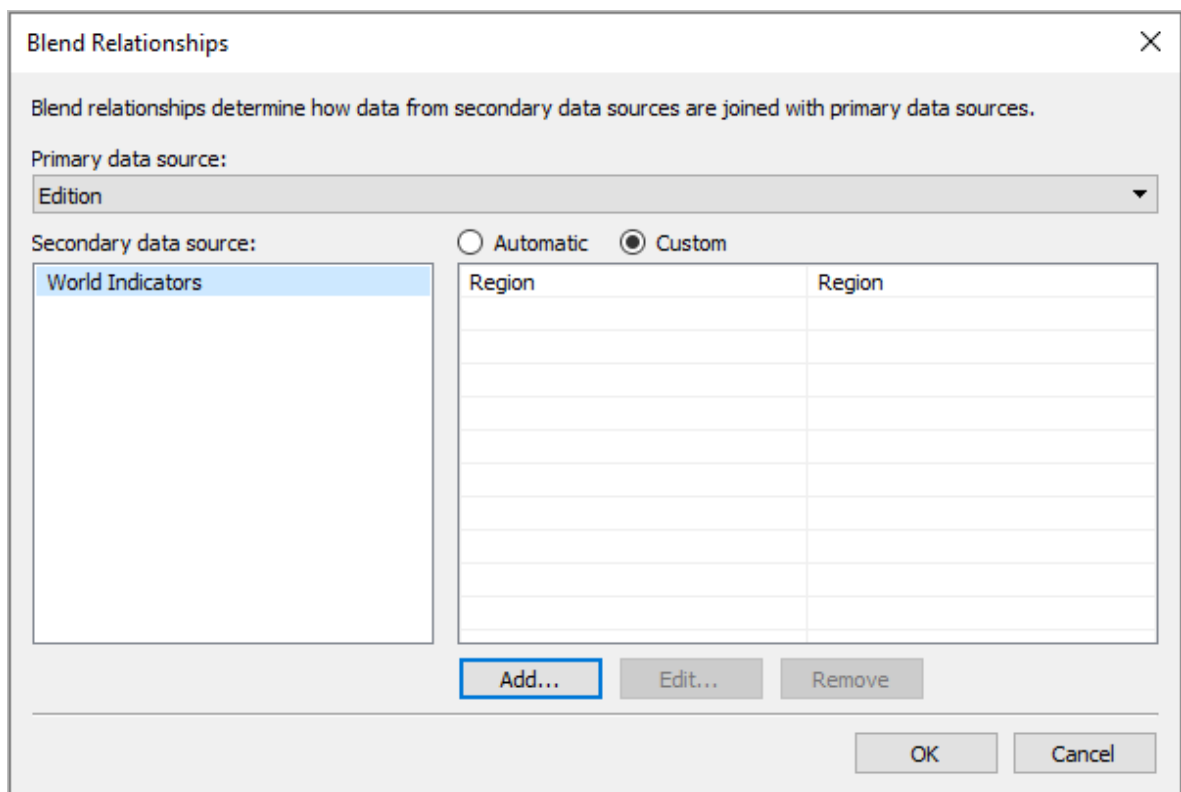 Blend Relationships
Blend relationships determine how data from secondary data sources are joined with primary data sources.
Primary data source:
Edition
Secondary data source:
Automatic
Custom
World Indicators
Region
Region
Add...
Edit...
Remove
OK
Cancel